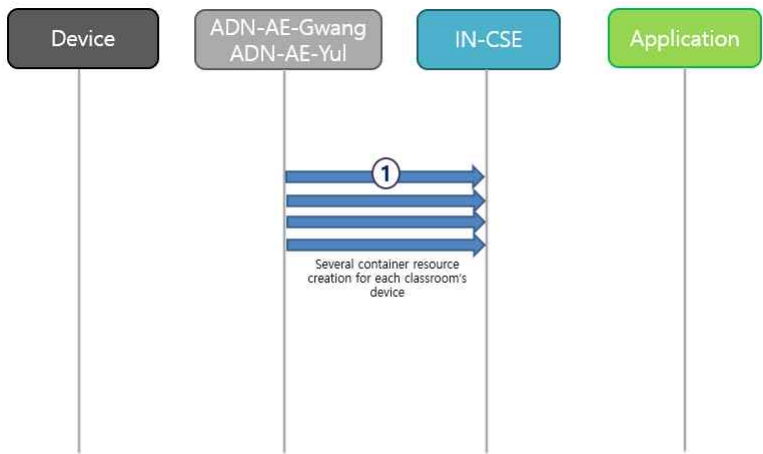 Device
ADN-AE-Gwang
ADN-AE-Yul
IN-CSE
Application
1
Several container resource
creation for each classroom's
device